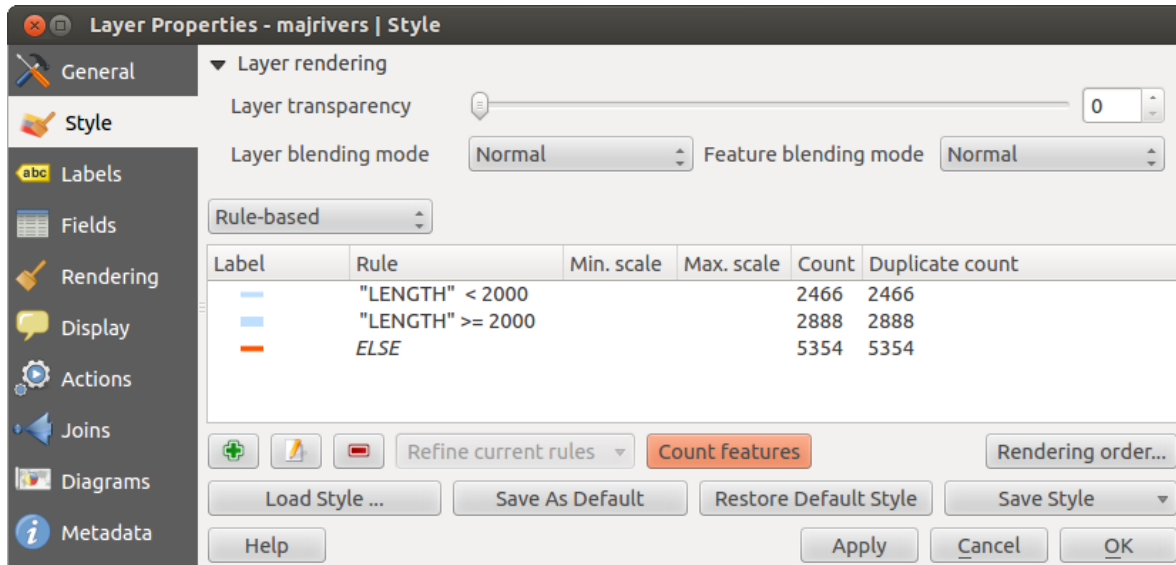 Layer Properties - majrivers | Style
General
Style
abc Labels
Fields
Rendering
Display
Actions
Joins
Diagrams
i Metadata
Layer rendering
Layer transparency 0
Layer blending mode Normal Feature blending mode Normal
Rule-based
Label Rule Min. scale Max. scale Count Duplicate count
"LENGTH" < 2000 2466 2466
"LENGTH" >= 2000 2888 2888
ELSE 5354 5354
Refine current rules Count features Rendering order...
Load Style ... Save As Default Restore Default Style Save Style
Help Apply Cancel OK